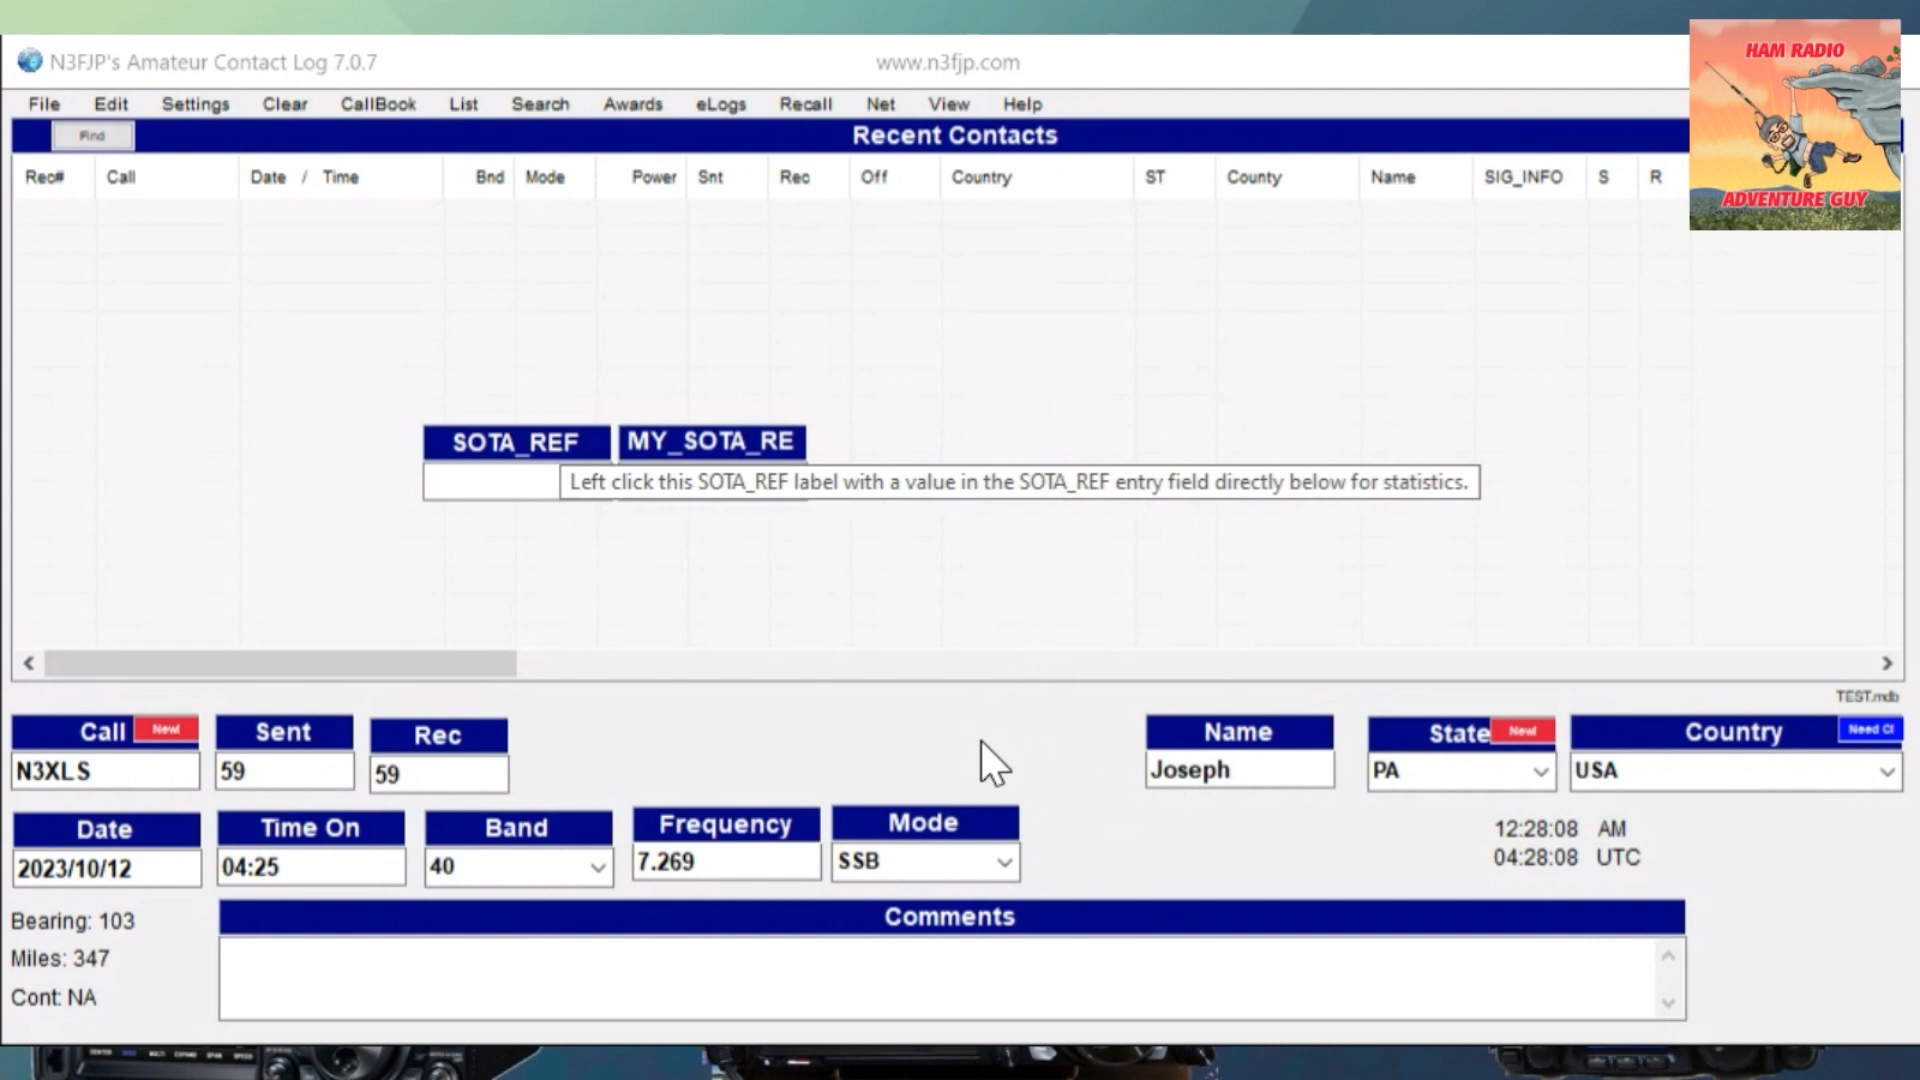 N3FJP's Amateur Contact Log 7.0.7
www.n3fjp.com
HAM RADIO
ADVENTURE GUY
File Edit Settings Clear CallBook List Search Awards eLogs Recall Net View Help
Find
Recent Contacts
Rec# Call Date / Time Bnd Mode Power Snt Rec Off Country ST County Name SIG_INFO S R
SOTA_REF MY_SOTA_RE
Left click this SOTA_REF label with a value in the SOTA_REF entry field directly below for statistics.
TEST.mdb
Call New! Sent Rec Name State New! Country Need Cl
N3XLS 59 59 Joseph PA USA
Date Time On Band Frequency Mode
2023/10/12 04:25 40 7.269 SSB
12:28:08 AM
04:28:08 UTC
Bearing: 103
Miles: 347
Cont: NA
Comments